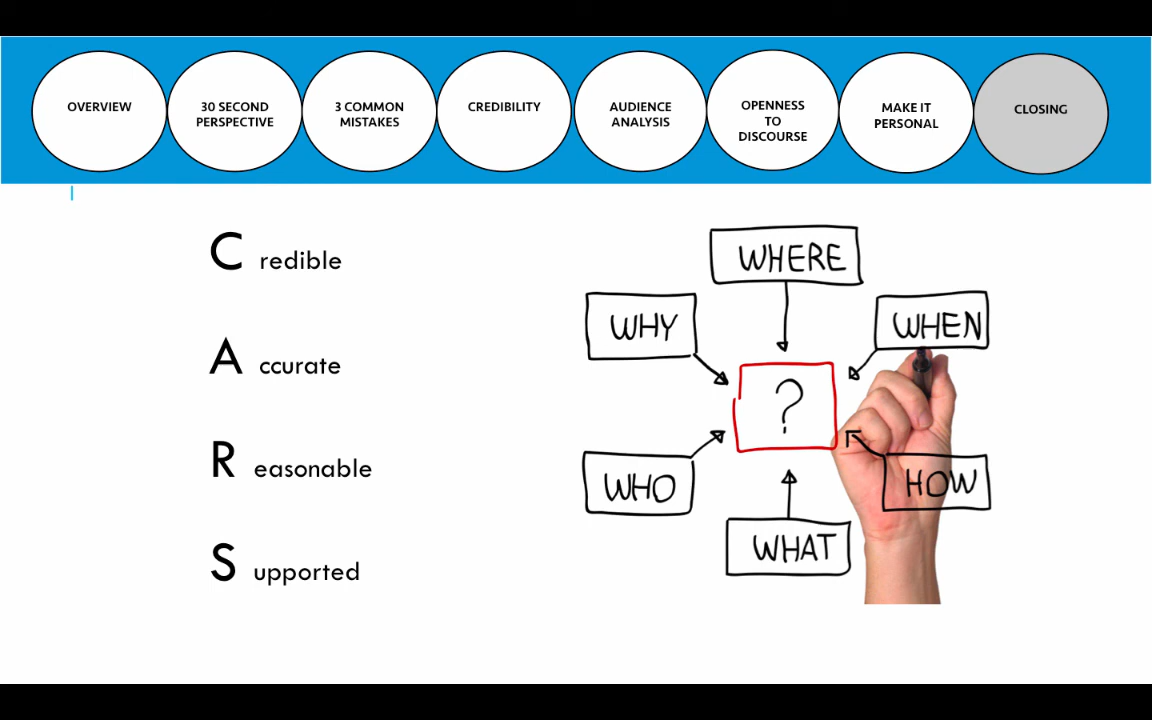 OVERVIEW
30 SECOND
PERSPECTIVE
3 COMMON
MISTAKES
CREDIBILITY
AUDIENCE
ANALYSIS
OPENNESS
TO
DISCOURSE
MAKE IT
PERSONAL
CLOSING
C redible
A ccurate
R easonable
S upported
WHERE
WHY
WHEN
?
WHO
HOW
WHAT